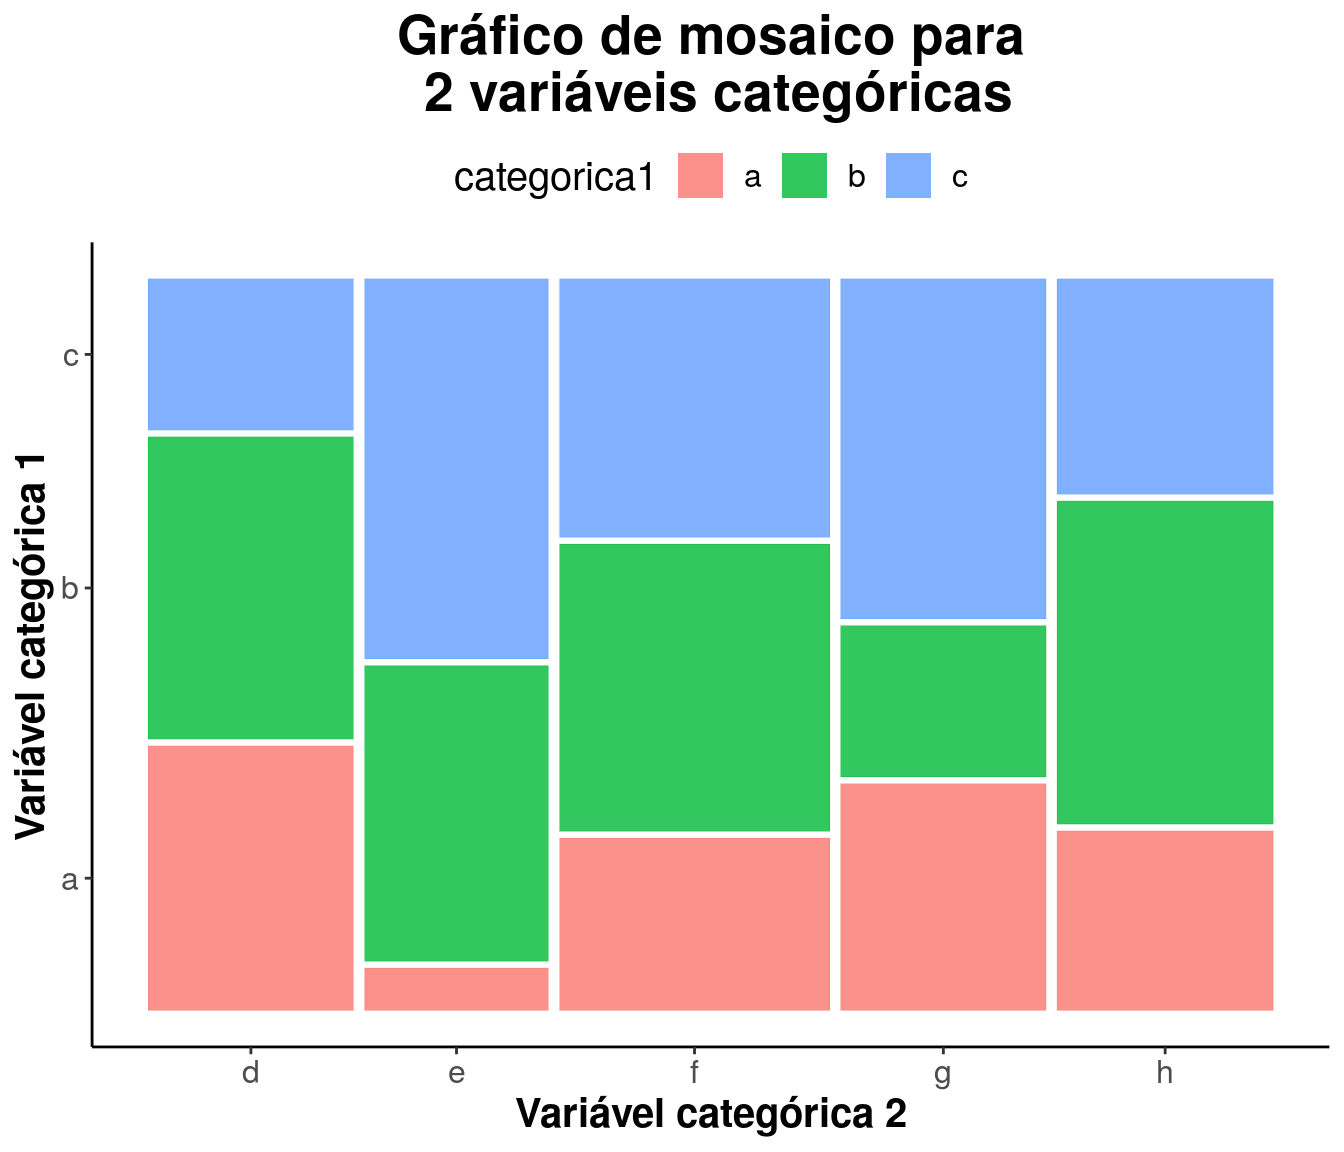 Gráfico de mosaico para
2 variáveis categóricas
categorica1 a b c
Variável categórica 1
c
b
a
d e f g h
Variável categórica 2